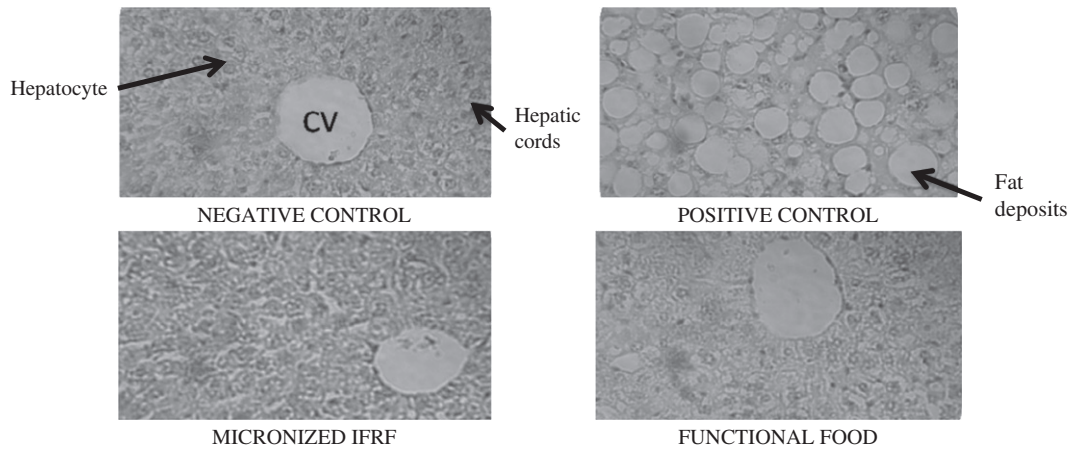 Hepatocyte
CV
Hepatic
cords
Fat
deposits
NEGATIVE CONTROL
POSITIVE CONTROL
MICRONIZED IFRF
FUNCTIONAL FOOD